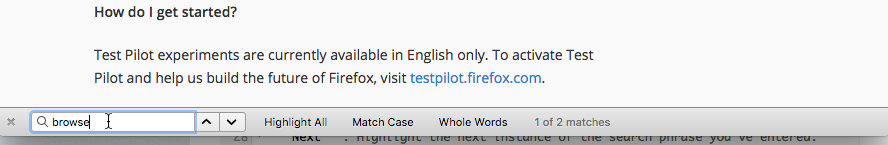 How do I get started?
Test Pilot experiments are currently available in English only. To activate Test
Pilot and help us build the future of Firefox, visit testpilot.firefox.com.
browse Highlight All Match Case Whole Words 1 of 2 matches
28 Next : Highlight the next instance of the search phrase you've entered.